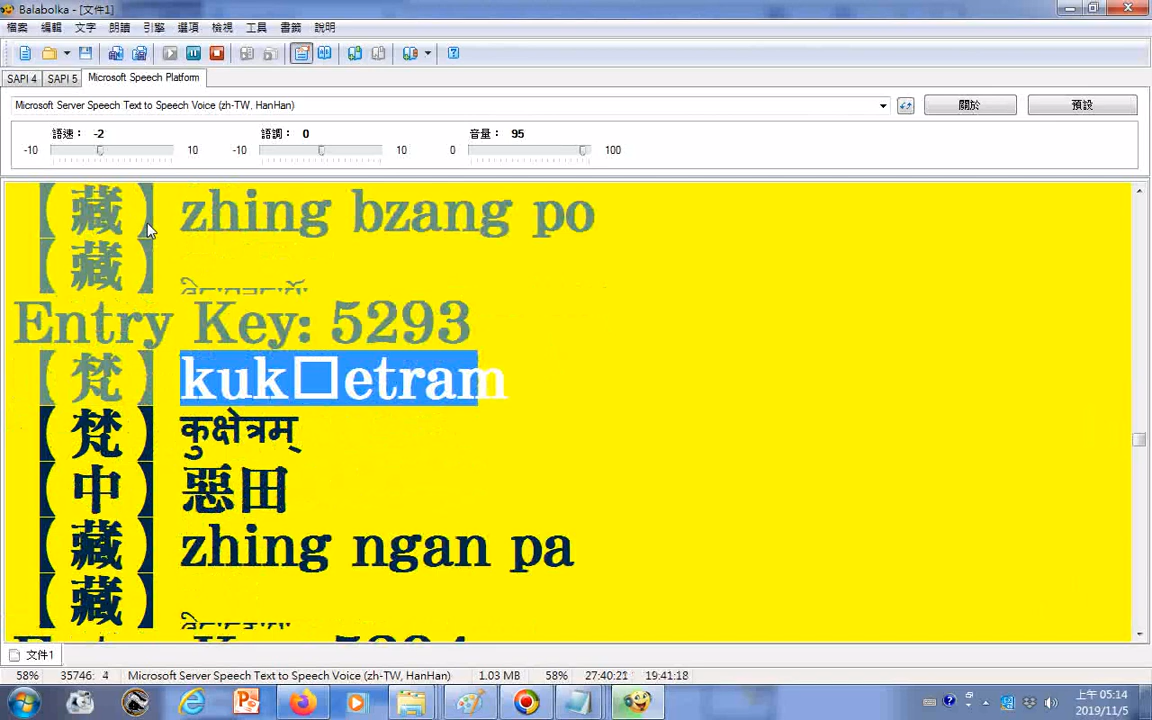 Balabolka - [文件1]
檔案 編輯 文字 朗讀 引擎 選項 檢視 工具 書籤 說明
SAPI 4 SAPI 5 Microsoft Speech Platform
Microsoft Server Speech Text to Speech Voice (zh-TW, HanHan) 關於 預設
語速： -2 語調： 0 音量： 95
-10 10 -10 10 0 100
【藏】 zhing bzang po
【藏】
Entry Key: 5293
【梵】 kuk□etram
【梵】 कुक्षेत्रम्
【中】 惡田
【藏】 zhing ngan pa
【藏】
文件1
58% 35746: 4 Microsoft Server Speech Text to Speech Voice (zh-TW, HanHan) 1.03 MB 58% 27:40:21 19:41:18
上午 05:14
2019/11/5